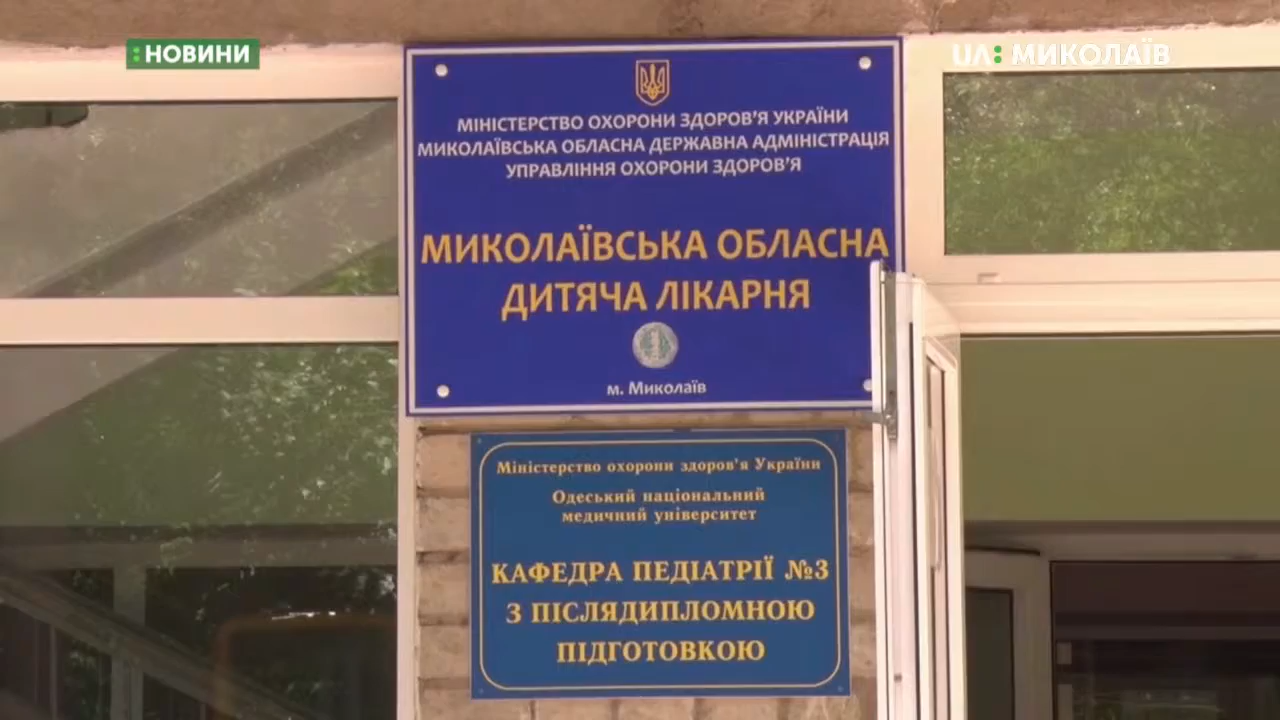 :НОВИНИ
UA: МИКОЛАЇВ
МІНІСТЕРСТВО ОХОРОНИ ЗДОРОВ'Я УКРАЇНИ
МИКОЛАЇВСЬКА ОБЛАСНА ДЕРЖАВНА АДМІНІСТРАЦІЯ
УПРАВЛІННЯ ОХОРОНИ ЗДОРОВ'Я
МИКОЛАЇВСЬКА ОБЛАСНА
ДИТЯЧА ЛІКАРНЯ
м. Миколаїв
Міністерство охорони здоров'я України
Одеський національний
медичний університет
КАФЕДРА ПЕДІАТРІЇ №3
З ПІСЛЯДИПЛОМНОЮ
ПІДГОТОВКОЮ